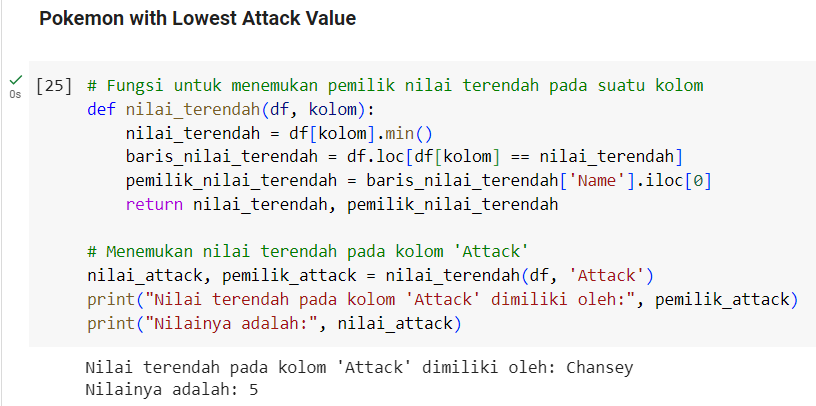 Pokemon with Lowest Attack Value
[25] # Fungsi untuk menemukan pemilik nilai terendah pada suatu kolom
0s
def nilai_terendah(df, kolom):
    nilai_terendah = df[kolom].min()
    baris_nilai_terendah = df.loc[df[kolom] == nilai_terendah]
    pemilik_nilai_terendah = baris_nilai_terendah['Name'].iloc[0]
    return nilai_terendah, pemilik_nilai_terendah
# Menemukan nilai terendah pada kolom 'Attack'
nilai_attack, pemilik_attack = nilai_terendah(df, 'Attack')
print("Nilai terendah pada kolom 'Attack' dimiliki oleh:", pemilik_attack)
print("Nilainya adalah:", nilai_attack)
Nilai terendah pada kolom 'Attack' dimiliki oleh: Chansey
Nilainya adalah: 5